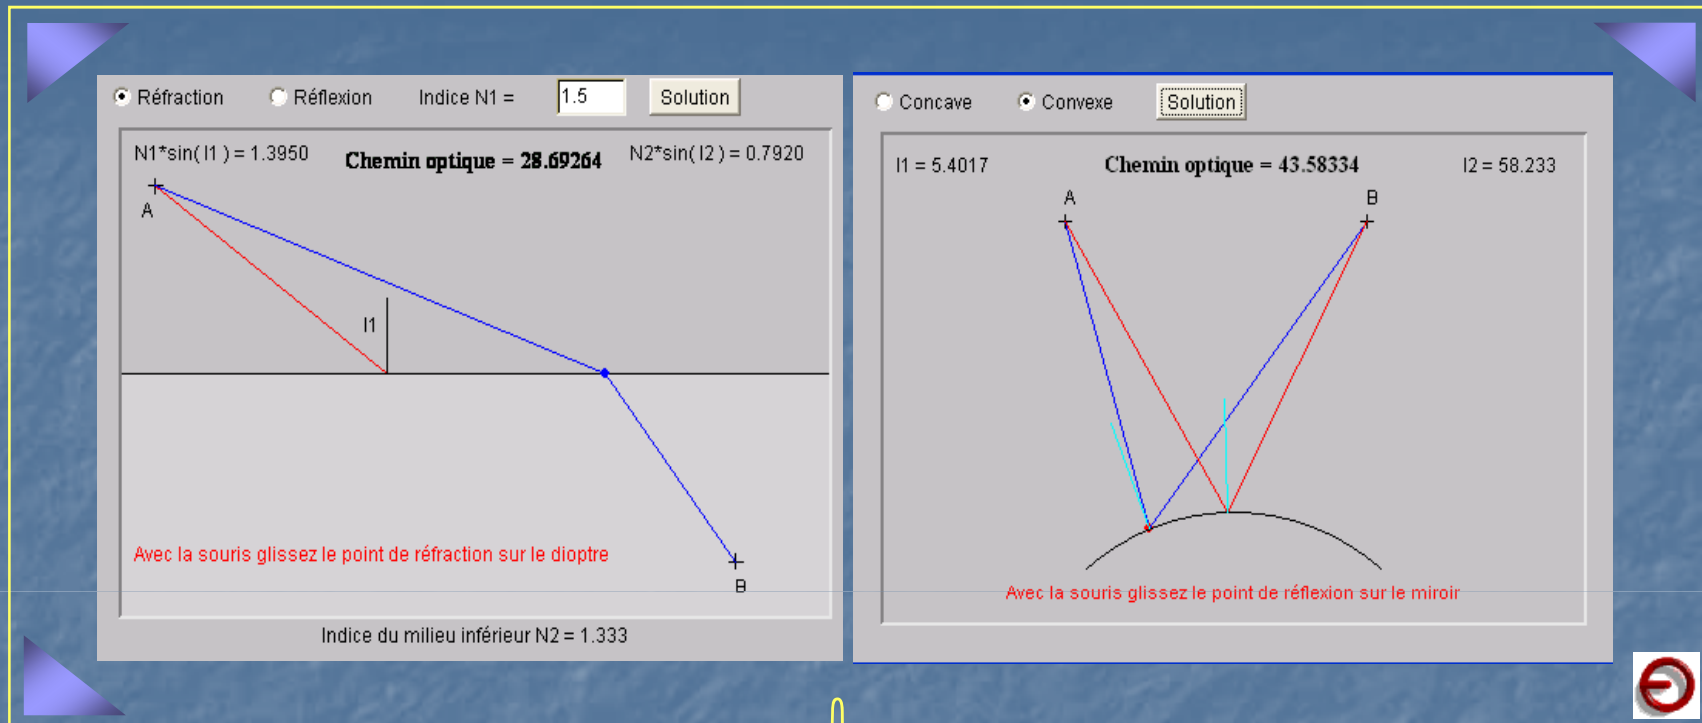 Réfraction Réflexion Indice N1 = 1.5 Solution
N1*sin( I1 ) = 1.3950 Chemin optique = 28.69264 N2*sin( I2 ) = 0.7920
A
I1
Avec la souris glissez le point de réfraction sur le dioptre
B
Indice du milieu inférieur N2 = 1.333
Concave Convexe Solution
I1 = 5.4017 Chemin optique = 43.58334 I2 = 58.233
A B
Avec la souris glissez le point de réflexion sur le miroir